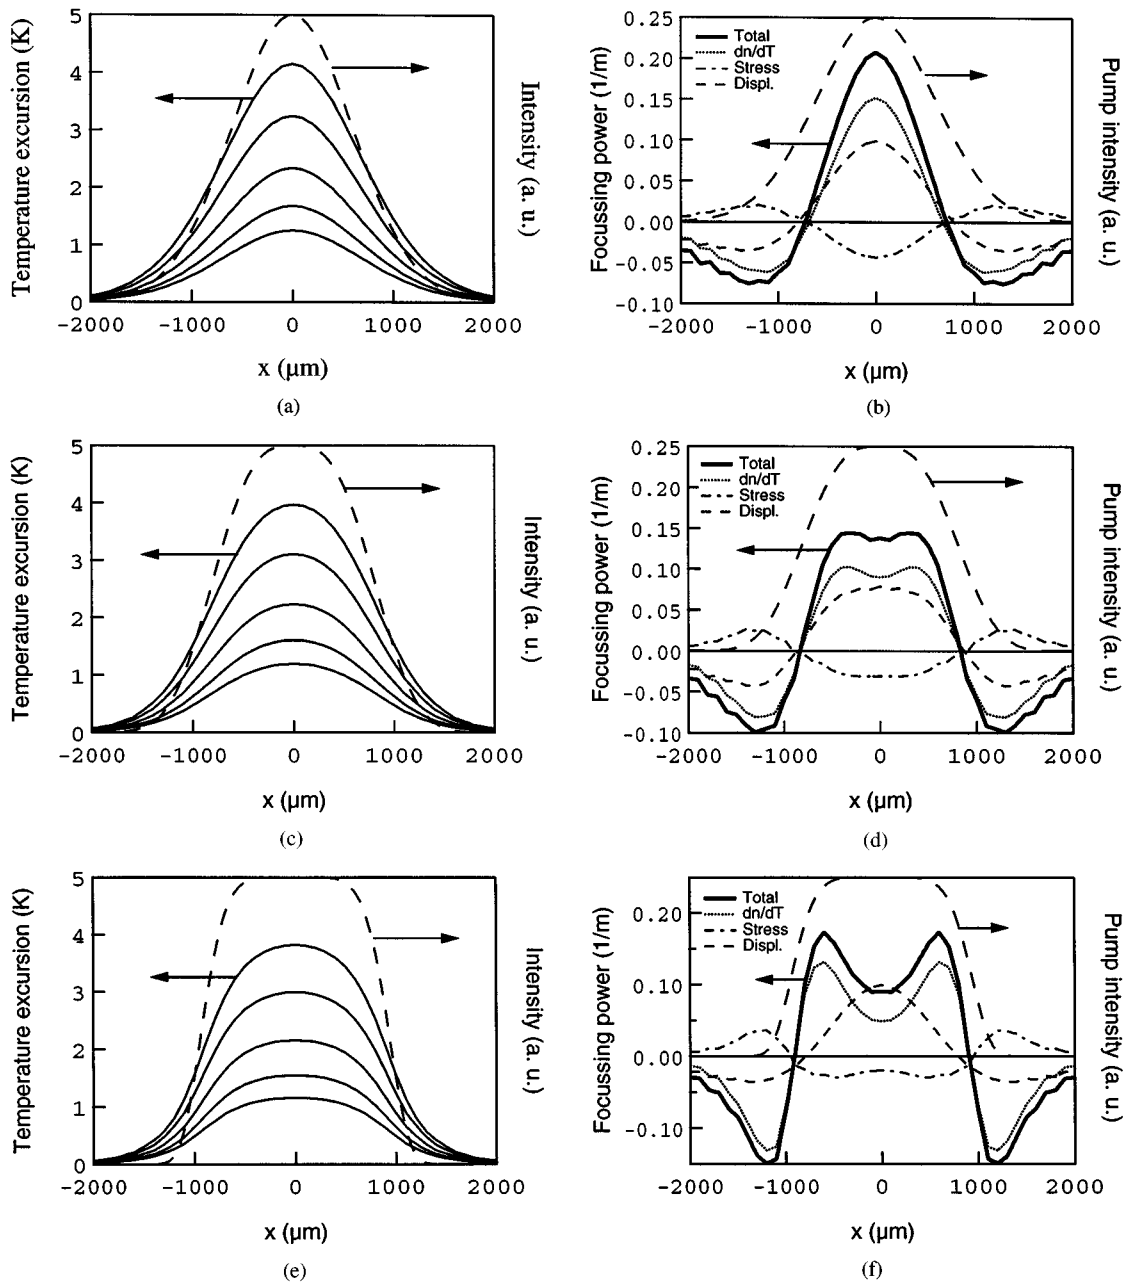 Temperature excursion (K)
5
4
3
2
1
0
-2000
-1000
0
1000
2000
x (µm)
Intensity (a. u.)
(a)
Focussing power (1/m)
0.25
0.20
0.15
0.10
0.05
0.00
-0.05
-0.10
Total
dn/dT
Stress
Displ.
-2000
-1000
0
1000
2000
x (µm)
Pump intensity (a. u.)
(b)
Temperature excursion (K)
5
4
3
2
1
0
-2000
-1000
0
1000
2000
x (µm)
Intensity (a. u.)
(c)
Focussing power (1/m)
0.25
0.20
0.15
0.10
0.05
0.00
-0.05
-0.10
Total
dn/dT
Stress
Displ.
-2000
-1000
0
1000
2000
x (µm)
Pump intensity (a. u.)
(d)
Temperature excursion (K)
5
4
3
2
1
0
-2000
-1000
0
1000
2000
x (µm)
Intensity (a. u.)
(e)
Focussing power (1/m)
0.20
0.10
0.00
-0.10
Total
dn/dT
Stress
Displ.
-2000
-1000
0
1000
2000
x (µm)
Pump intensity (a. u.)
(f)